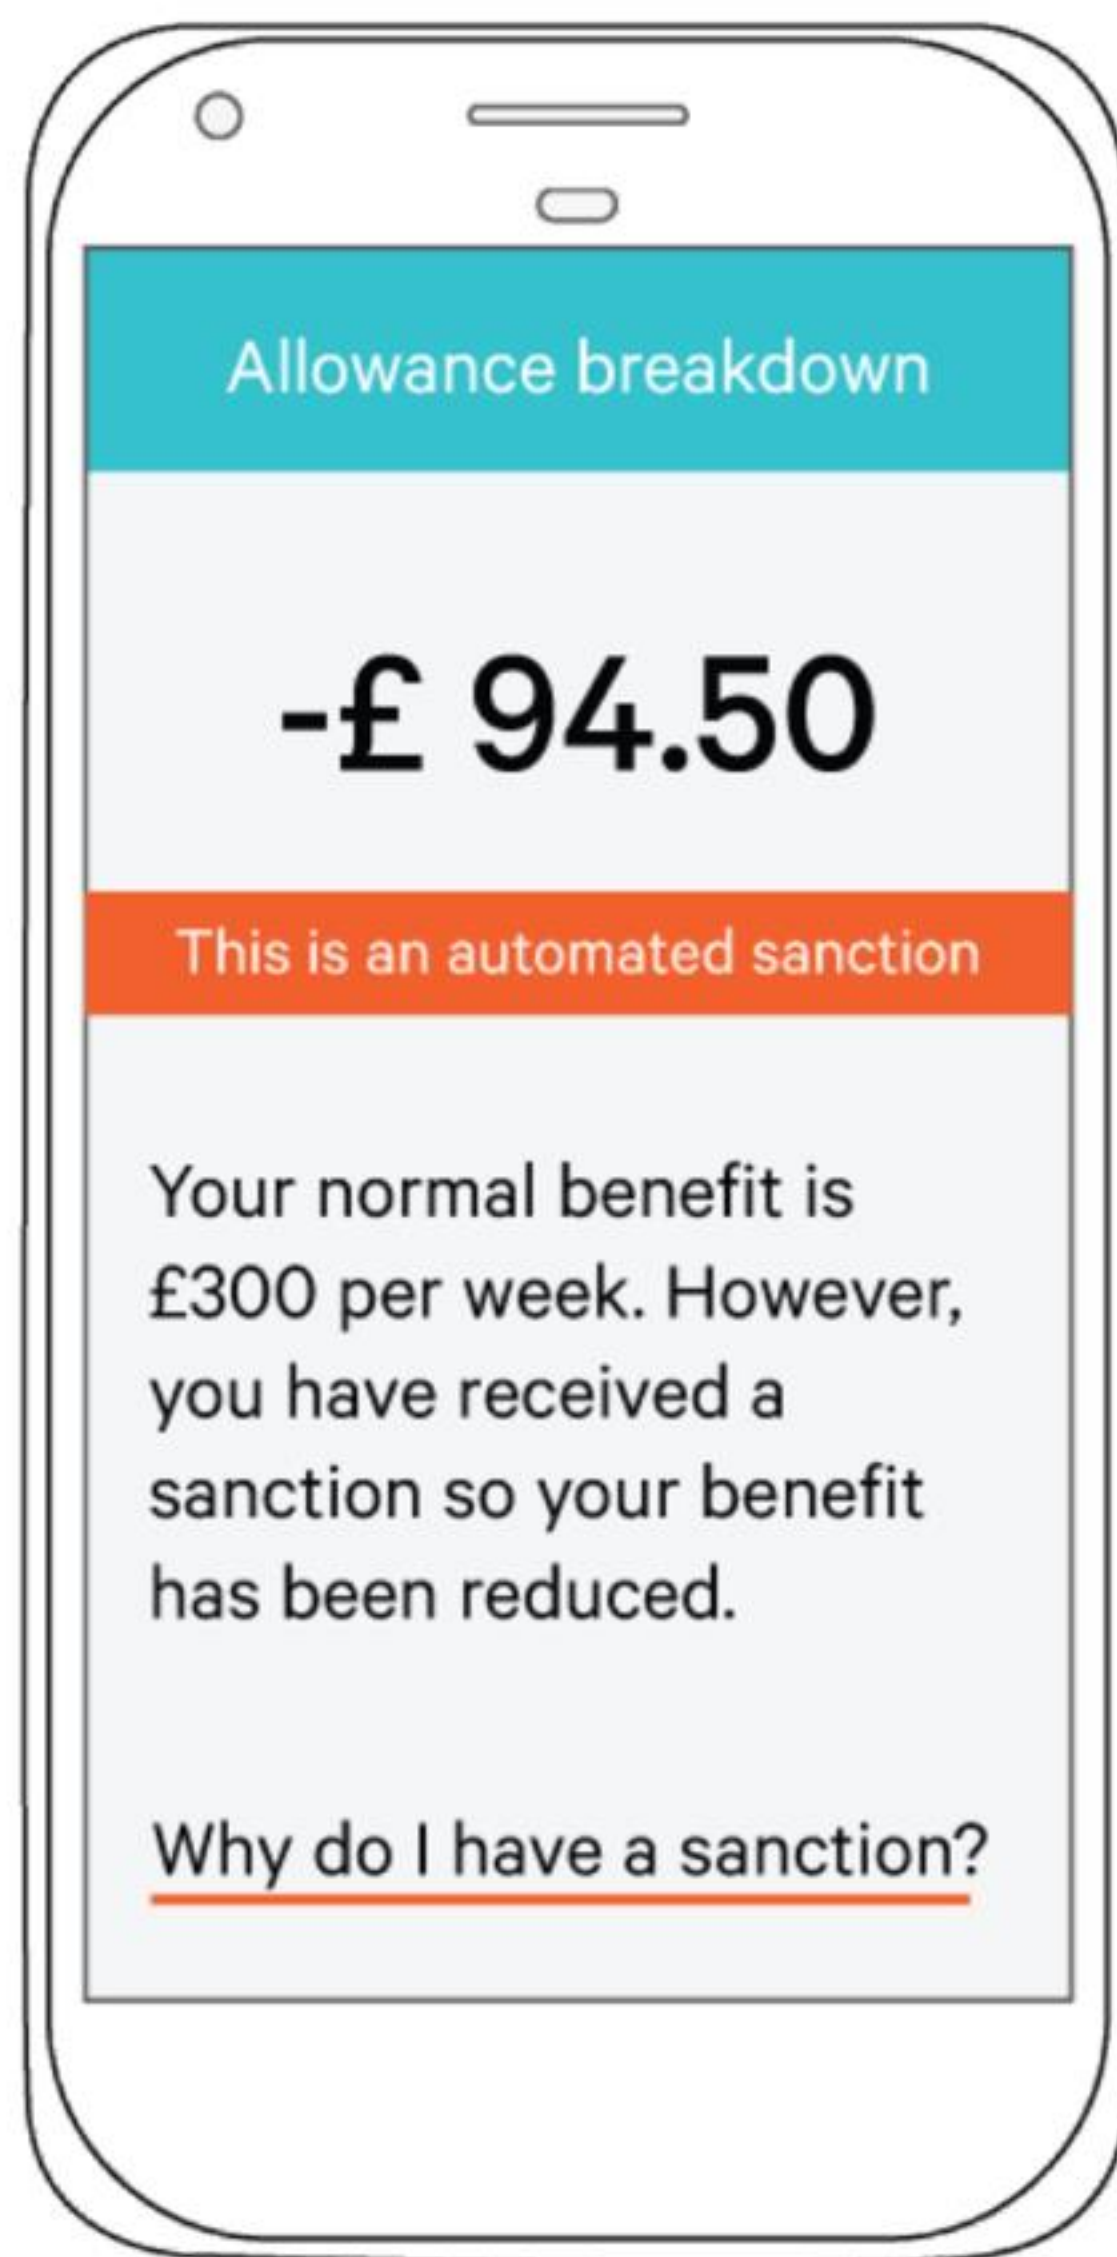 Allowance breakdown
-£ 94.50
This is an automated sanction
Your normal benefit is
£300 per week. However,
you have received a
sanction so your benefit
has been reduced.
Why do I have a sanction?